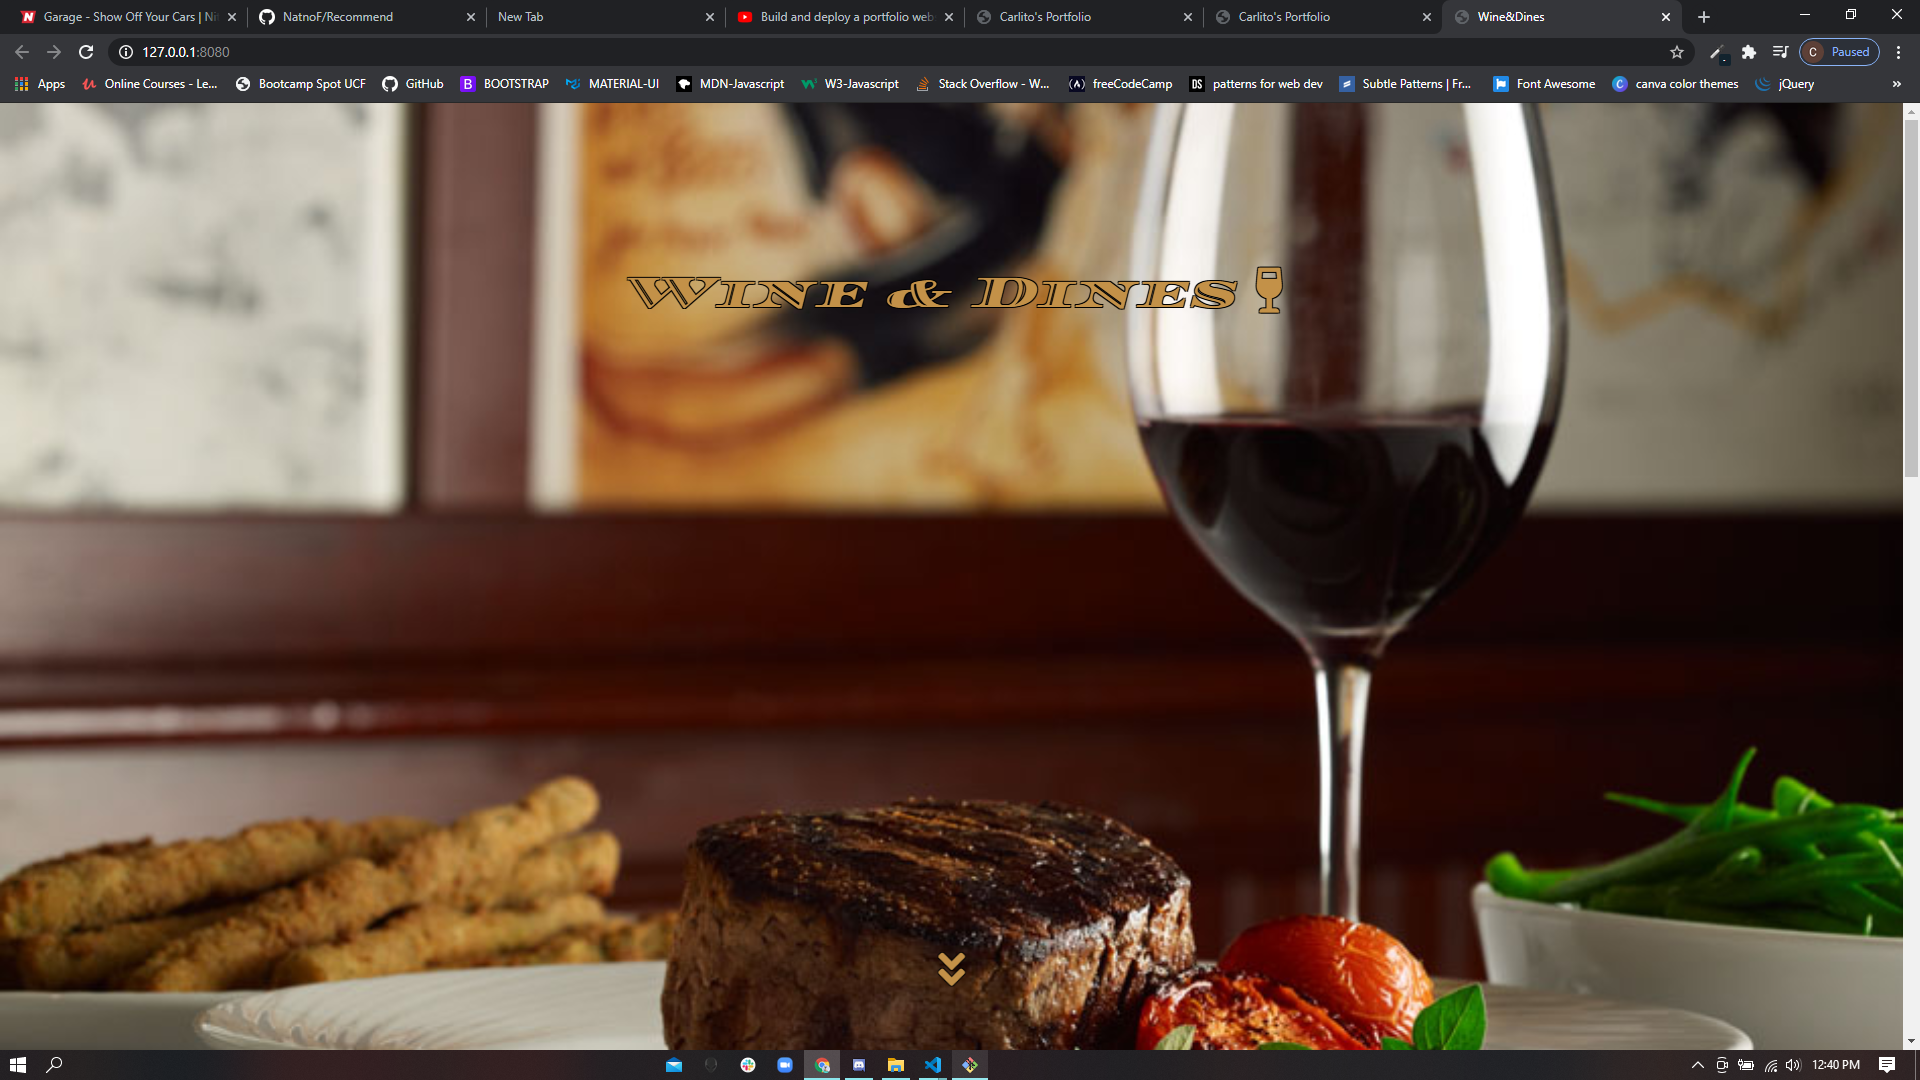 Garage - Show Off Your Cars | Ni
NatnoF/Recommend
New Tab
Build and deploy a portfolio web
Carlito's Portfolio
Carlito's Portfolio
Wine&Dines
127.0.0.1:8080
C Paused
Apps
Online Courses - Le...
Bootcamp Spot UCF
GitHub
B BOOTSTRAP
MATERIAL-UI
MDN-Javascript
W3-Javascript
Stack Overflow - W...
freeCodeCamp
DS patterns for web dev
Subtle Patterns | Fr...
Font Awesome
C canva color themes
jQuery
»
Wine & Dines
12:40 PM